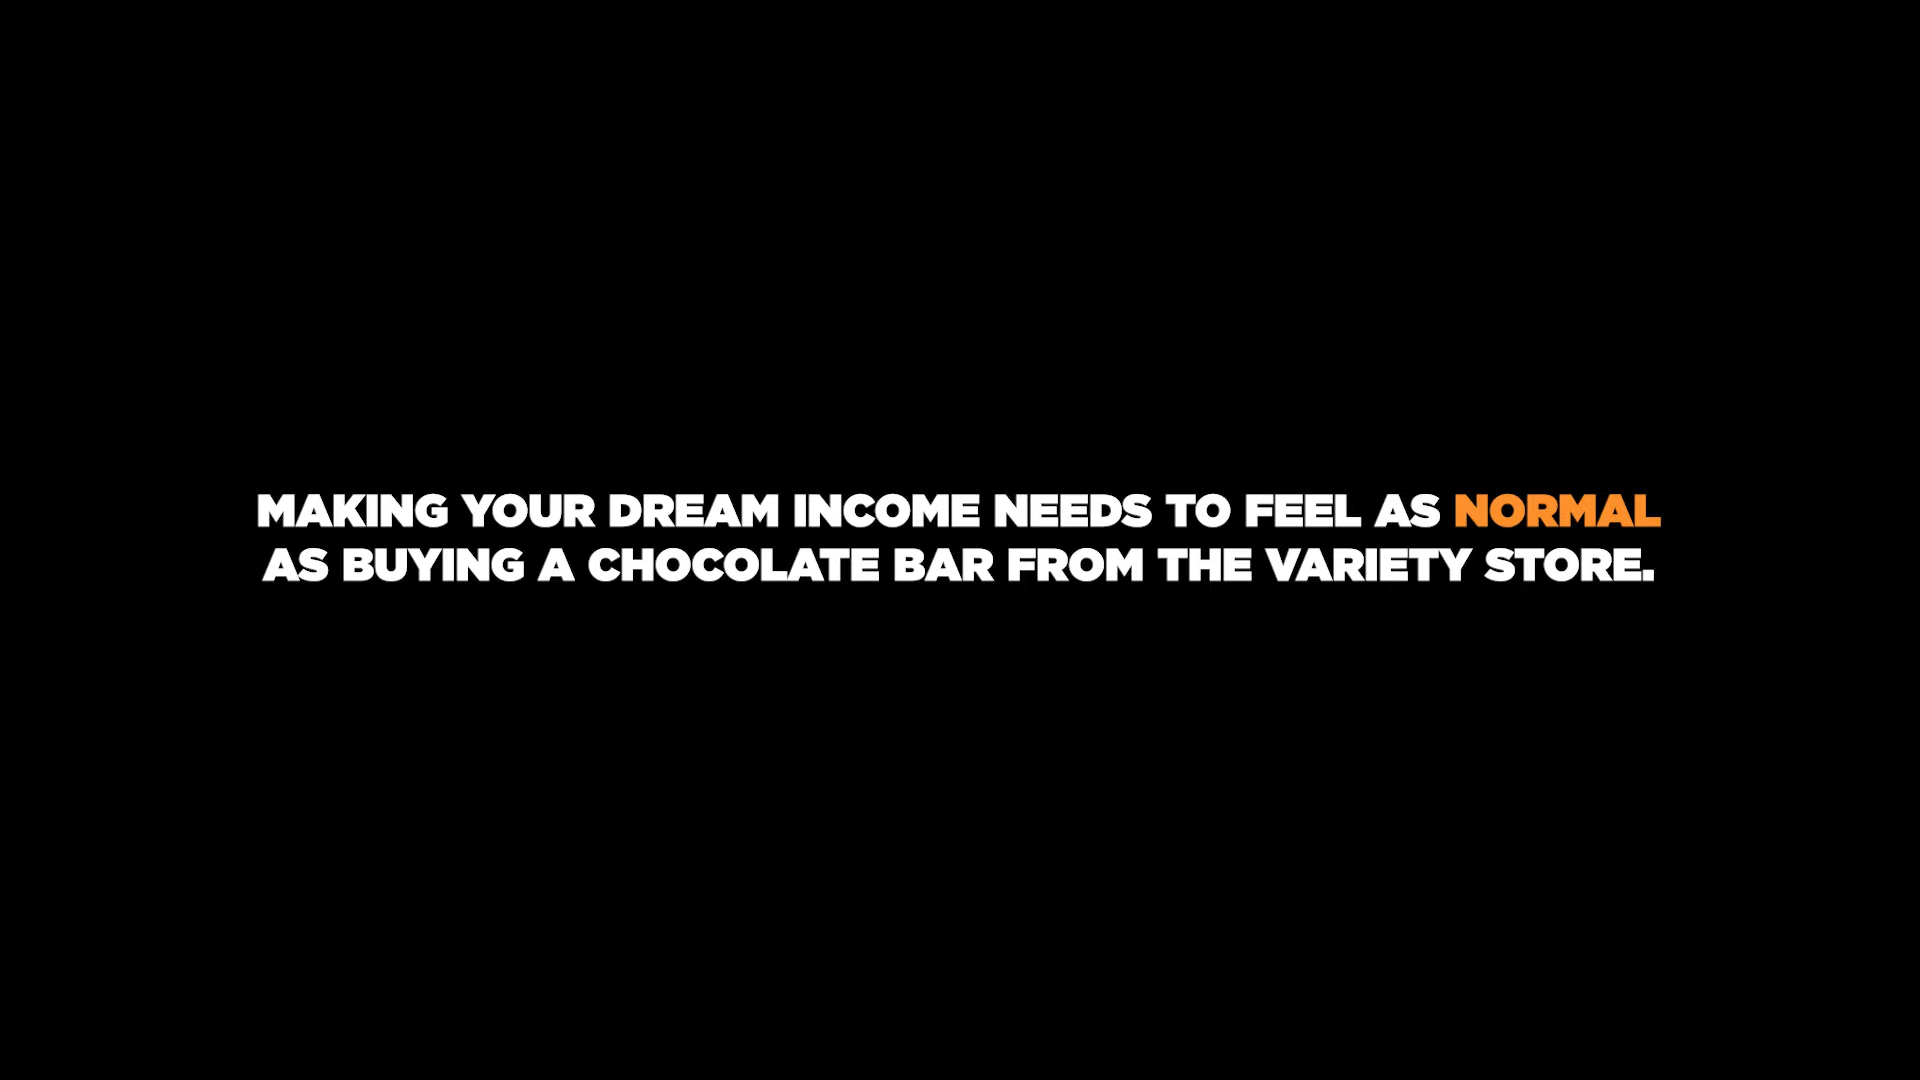 MAKING YOUR DREAM INCOME NEEDS TO FEEL AS NORMAL
AS BUYING A CHOCOLATE BAR FROM THE VARIETY STORE.